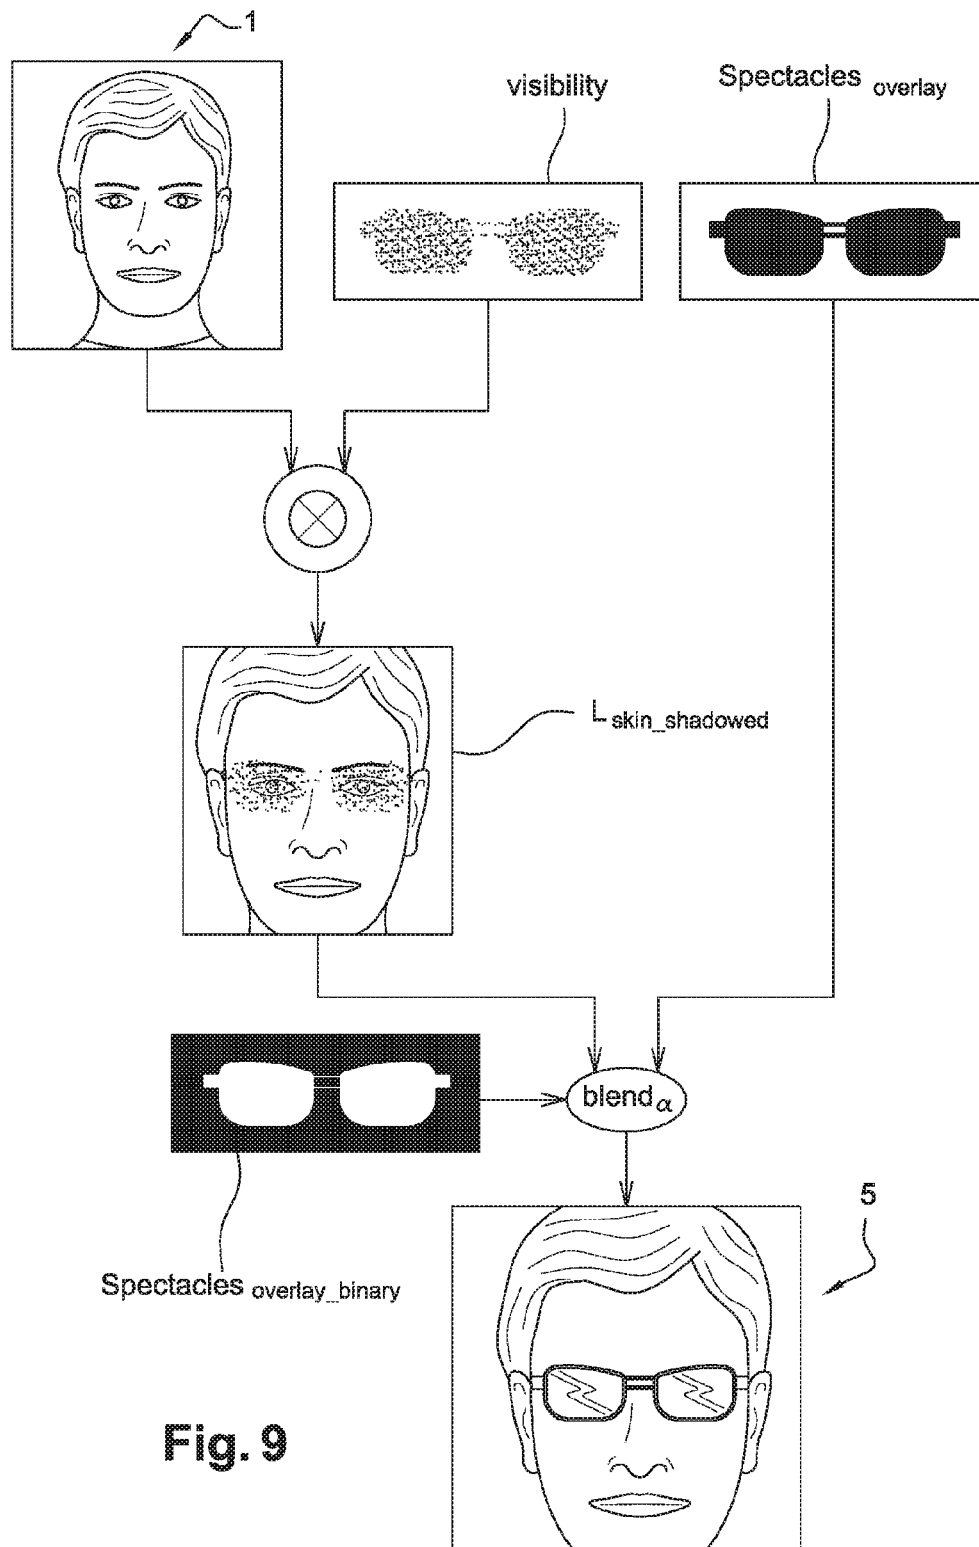 1
visibility
Spectacles overlay
L skin_shadowed
blend α
Spectacles overlay_binary
5
Fig. 9